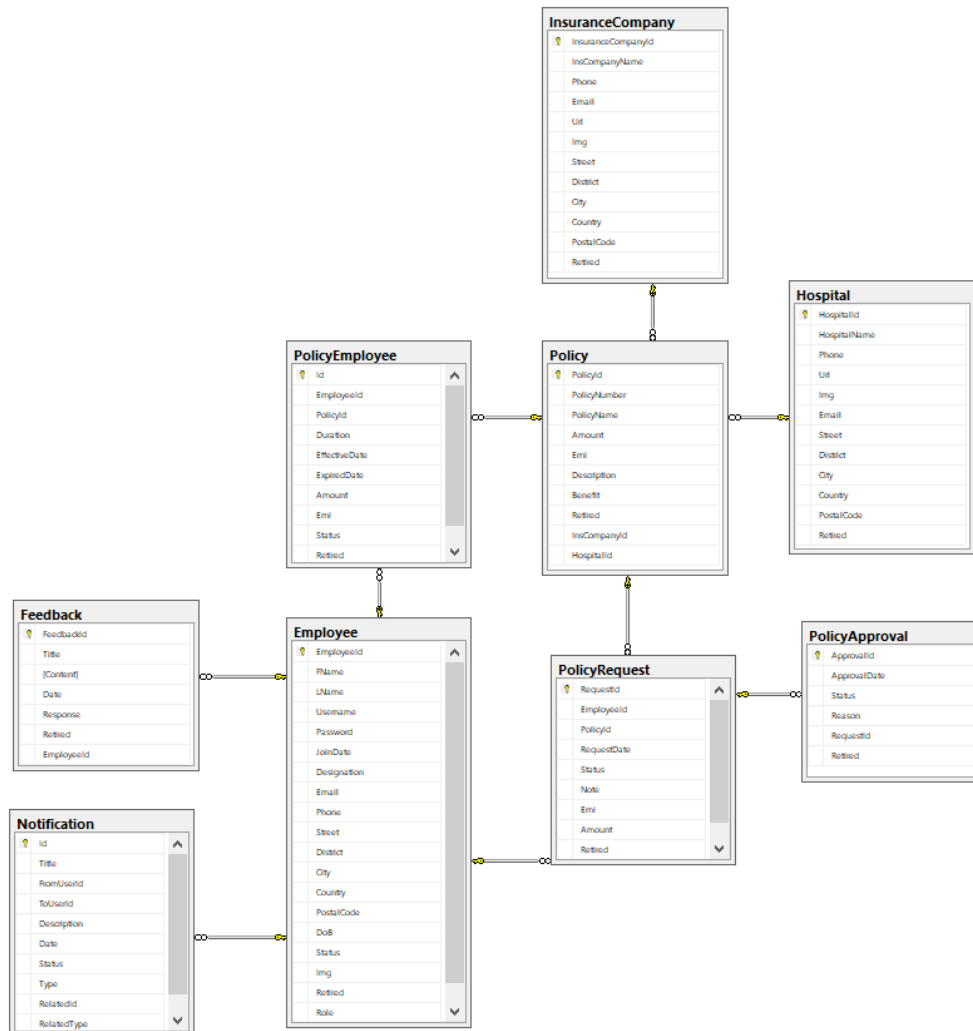 InsuranceCompany
InsuranceCompanyId
InsCompanyName
Phone
Email
Url
Img
Street
District
City
Country
PostalCode
Retired
Hospital
HospitalId
HospitalName
Phone
Url
Img
Email
Street
District
City
Country
PostalCode
Retired
PolicyEmployee
Id
EmployeeId
PolicyId
Duration
EffectiveDate
ExpiredDate
Amount
Emi
Status
Retired
Policy
PolicyId
PolicyNumber
PolicyName
Amount
Emi
Description
Benefit
Retired
InsCompanyId
HospitalId
Feedback
FeedbackId
Title
[Content]
Date
Response
Retired
EmployeeId
Employee
EmployeeId
FName
LName
Username
Password
JoinDate
Designation
Email
Phone
Street
District
City
Country
PostalCode
DoB
Status
Img
Retired
Role
PolicyRequest
RequestId
EmployeeId
PolicyId
RequestDate
Status
Note
Emi
Amount
Retired
PolicyApproval
ApprovalId
ApprovalDate
Status
Reason
RequestId
Retired
Notification
Id
Title
FromUserId
ToUserId
Description
Date
Status
Type
RelatedId
RelatedType